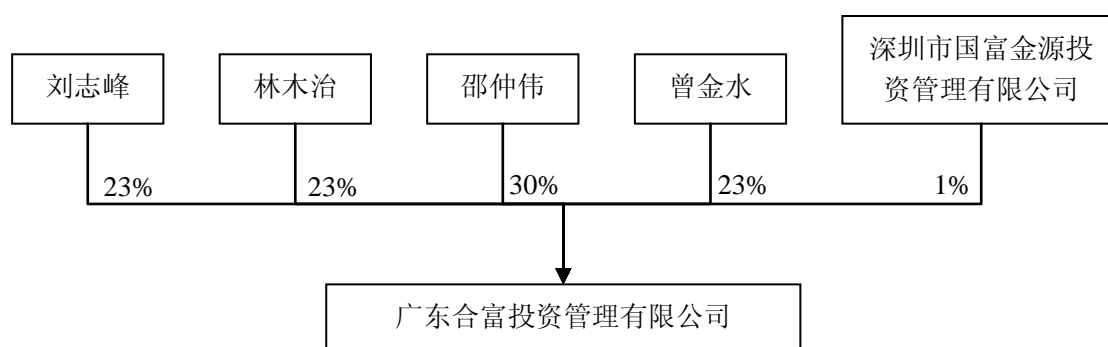 刘志峰
林木治
邵仲伟
曾金水
深圳市国富金源投
资管理有限公司
23%
23%
30%
23%
1%
广东合富投资管理有限公司